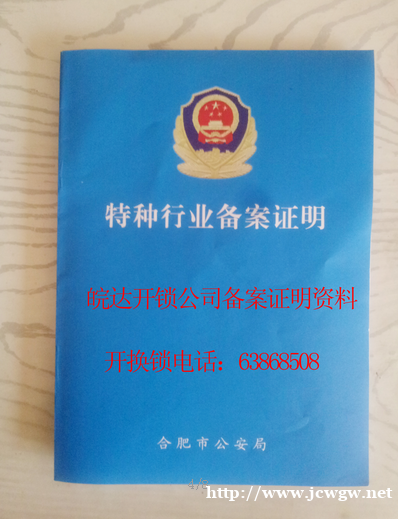 特种行业备案证明
皖达开锁公司备案证明资料
开换锁电话：63868508
合肥市公安局
http://www.jcwgw.net